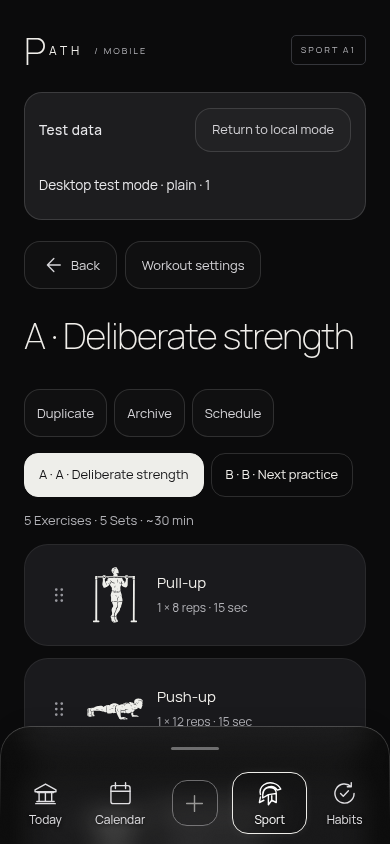 PATH / MOBILE
SPORT A1
Test data
Return to local mode
Desktop test mode · plain · 1
Back
Workout settings
A · Deliberate strength
Duplicate
Archive
Schedule
A · A · Deliberate strength
B · B · Next practice
5 Exercises · 5 Sets · ~30 min
Pull-up
1 × 8 reps · 15 sec
Push-up
1 × 12 reps · 15 sec
Today
Calendar
Sport
Habits